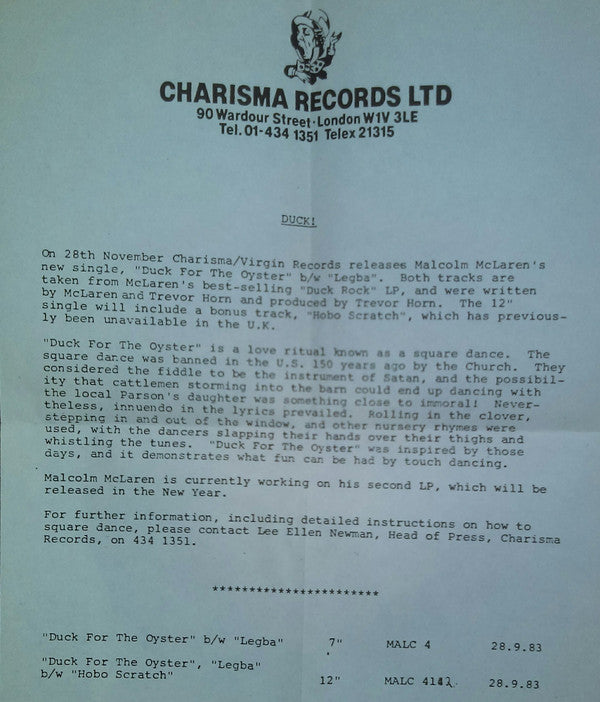 CHARISMA RECORDS LTD
90 Wardour Street·London W1V 3LE
Tel. 01-434 1351 Telex 21315
DUCK!
On 28th November Charisma/Virgin Records releases Malcolm McLaren's
new single, "Duck For The Oyster" b/w "Legba". Both tracks are
taken from McLaren's best-selling "Duck Rock" LP, and were written
by McLaren and Trevor Horn and produced by Trevor Horn. The 12"
single will include a bonus track, "Hobo Scratch", which has previous-
ly been unavailable in the U.K.
"Duck For The Oyster" is a love ritual known as a square dance. The
square dance was banned in the U.S. 150 years ago by the Church. They
considered the fiddle to be the instrument of Satan, and the possibil-
ity that cattlemen storming into the barn could end up dancing with
the local Parson's daughter was something close to immoral! Never-
theless, innuendo in the lyrics prevailed. Rolling in the clover,
stepping in and out of the window, and other nursery rhymes were
used, with the dancers slapping their hands over their thighs and
whistling the tunes. "Duck For The Oyster" was inspired by those
days, and it demonstrates what fun can be had by touch dancing.
Malcolm McLaren is currently working on his second LP, which will be
released in the New Year.
For further information, including detailed instructions on how to
square dance, please contact Lee Ellen Newman, Head of Press, Charisma
Records, on 434 1351.
************************
"Duck For The Oyster" b/w "Legba" 7" MALC 4 28.9.83
"Duck For The Oyster", "Legba"
b/w "Hobo Scratch" 12" MALC 28.9.83